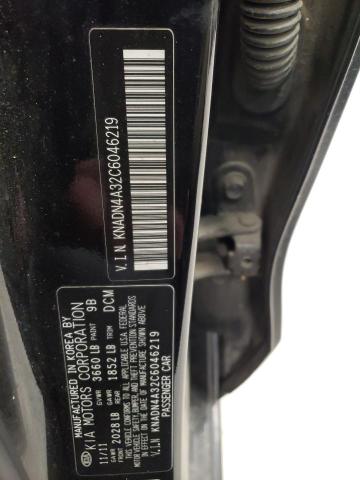 V.I.N KNADN4A32C6046219
MANUFACTURED IN KOREA BY
KIA MOTORS CORPORATION
11/11 GVWR 3660 LB PAINT 9B
GAWR FRONT 2028 LB GAWR REAR 1852 LB TRIM DCM
THIS VEHICLE CONFORMS TO ALL APPLICABLE FEDERAL
MOTOR VEHICLE SAFETY, BUMPER, AND THEFT PREVENTION
STANDARDS IN EFFECT ON THE DATE OF MANUFACTURE SHOWN ABOVE
V.I.N KNADN4A32C6046219
PASSENGER CAR